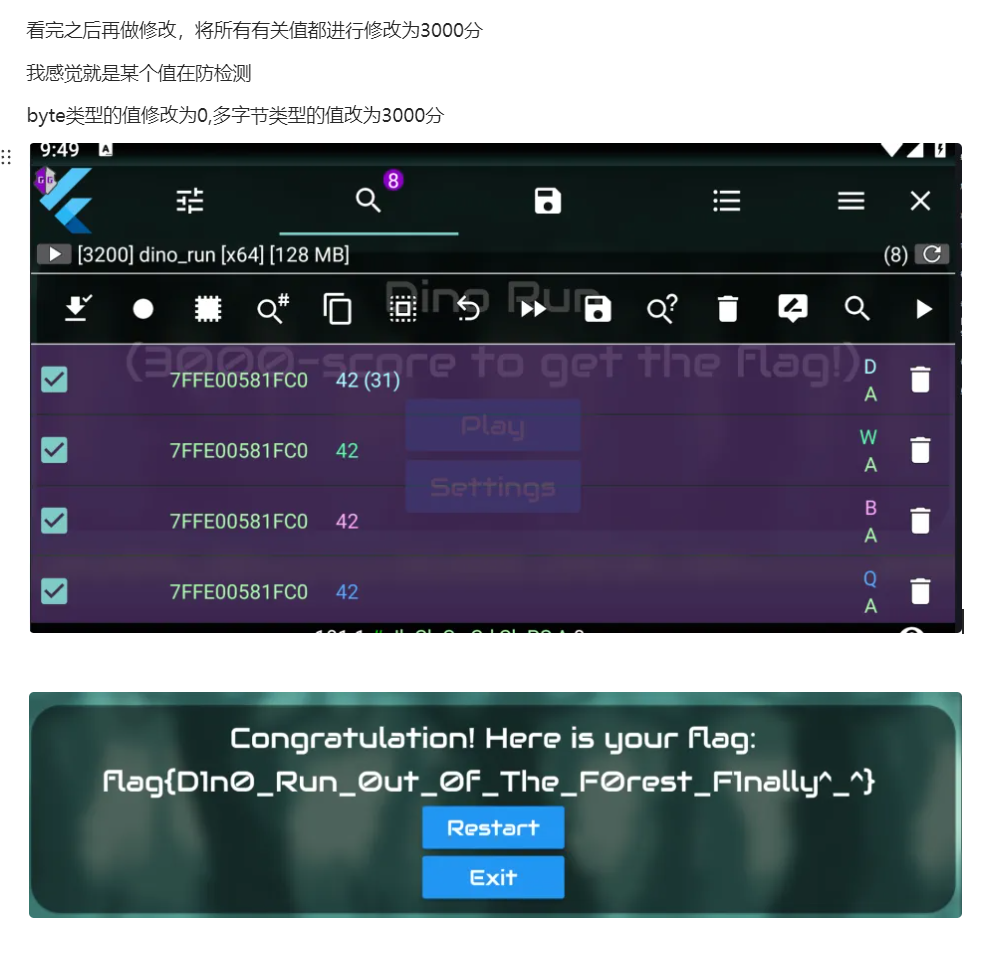 看完之后再做修改，将所有有关值都进行修改为3000分
我感觉就是某个值在防检测
byte类型的值修改为0,多字节类型的值改为3000分
9:49
8
[3200] dino_run [x64] [128 MB] (8)
Dino Run
(3000-score to get the flag!)
7FFE00581FC0 42 (31) D A
Play
7FFE00581FC0 42 W A
Settings
7FFE00581FC0 42 B A
7FFE00581FC0 42 Q A
Congratulation! Here is your flag:
flag{D1n0_Run_0ut_0f_The_F0rest_F1nally^_^}
Restart
Exit